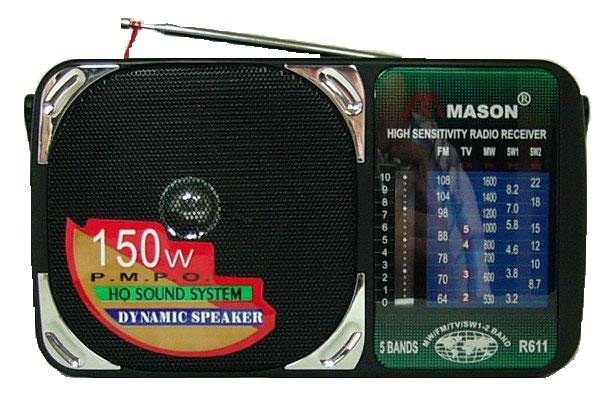 MASON®
HIGH SENSITIVITY RADIO RECEIVER
FM TV MW SW1 SW2
10 9 8 7 6 5 4 3 2 1 0
108 104 98 88 78 70 64
5 4 3 2
1600 1400 1200 1000 800 700 600 530
8.2 7.0 5.8 4.6 3.8 3.2
22 18 15 12 10 8.7
150W
P.M.P.O.
HQ SOUND SYSTEM
DYNAMIC SPEAKER
5 BANDS
MW/FM/TV/SW1-2 BAND
R611